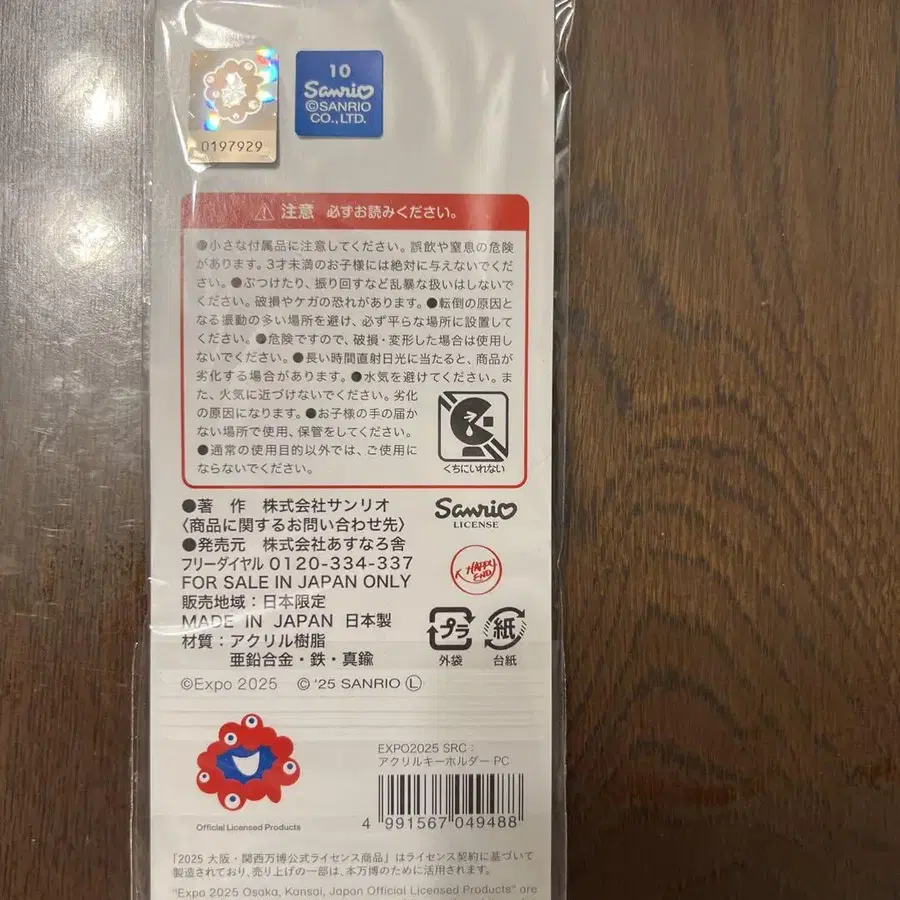 0197929
10
Sanrio
©SANRIO
CO., LTD.
⚠ 注意 必ずお読みください。
●小さな付属品に注意してください。誤飲や窒息の危険
があります。3才未満のお子様には絶対に与えないでくだ
さい。●ぶつけたり、振り回すなど乱暴な扱いはしないで
ください。破損やケガの恐れがあります。●転倒の原因と
なる振動の多い場所を避け、必ず平らな場所に設置して
ください。●危険ですので、破損・変形した場合は使用し
ないでください。●長い時間直射日光に当たると、商品が
劣化する場合があります。●水気を避けてください。ま
た、火気に近づけないでください。劣化
の原因になります。●お子様の手の届か
ない場所で使用、保管をしてください。
●通常の使用目的以外では、ご使用に
ならないでください。
くちにいれない
●著 作 株式会社サンリオ
〈商品に関するお問い合わせ先〉
●発売元 株式会社あすなろ舎
フリーダイヤル 0120-334-337
FOR SALE IN JAPAN ONLY
販売地域：日本限定
MADE IN JAPAN 日本製
材質：アクリル樹脂
亜鉛合金・鉄・真鍮
Sanrio
LICENSE
HAPPY
END
プラ
外袋
紙
台紙
©Expo 2025 © '25 SANRIO Ⓛ
Official Licensed Products
EXPO2025 SRC：
アクリルキーホルダー PC
4 991567 049488
「2025 大阪・関西万博公式ライセンス商品」はライセンス契約に基づいて
製造されており、売り上げの一部は、本万博のために活用されます。
"Expo 2025 Osaka, Kansai, Japan Official Licensed Products" are